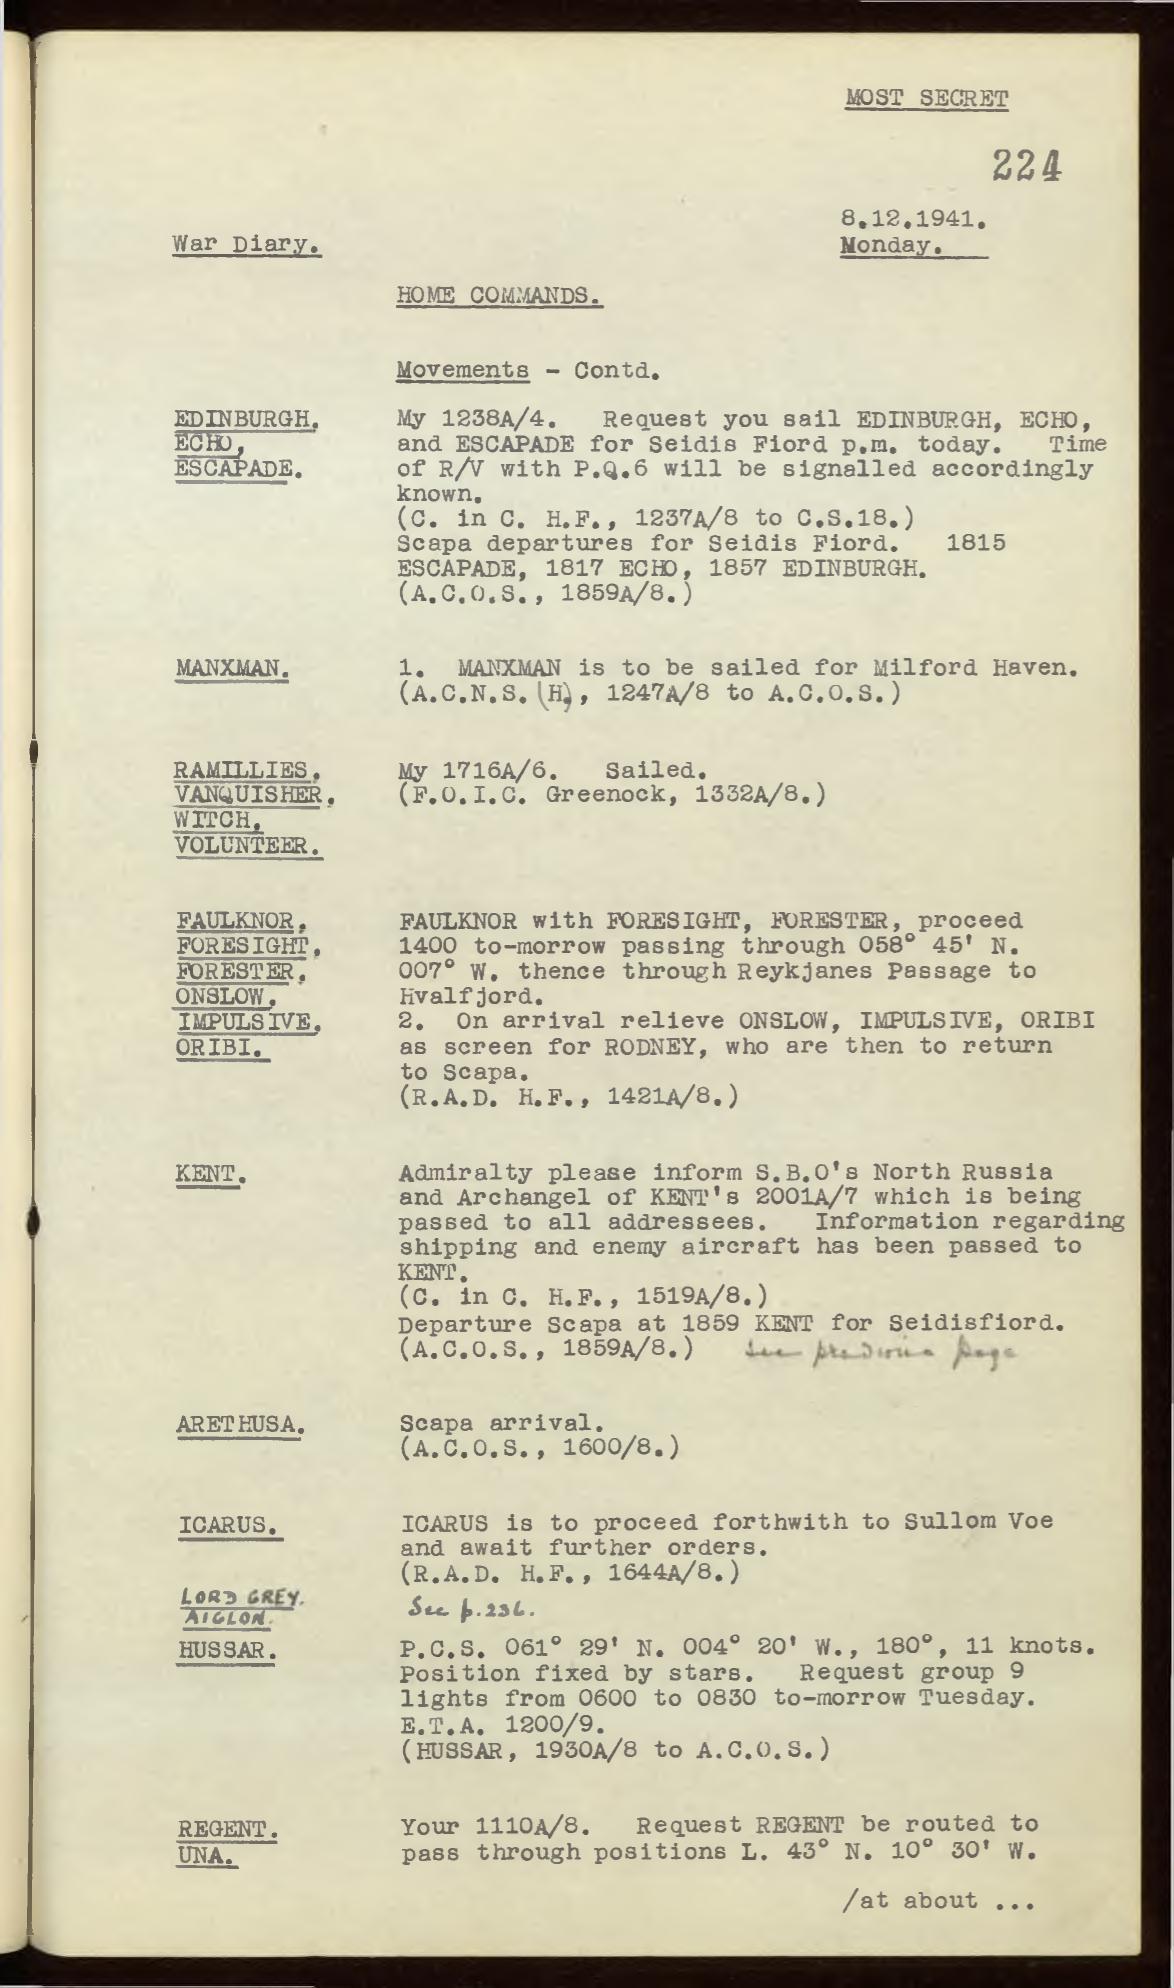 MOST SECRET
224
8.12.1941.
War Diary.
Monday.
HOME COMMANDS.
Movements - Contd.
EDINBURGH. My 1238A/4. Request you sail EDINBURGH, ECHO,
ECHO, and ESCAPADE for Seidis Fiord p.m. today. Time
ESCAPADE. of R/V with P.Q.6 will be signalled accordingly
known.
(C. in C. H.F., 1237A/8 to C.S.18.)
Scapa departures for Seidis Fiord. 1815
ESCAPADE, 1817 ECHO, 1857 EDINBURGH.
(A.C.O.S., 1859A/8.)
MANXMAN. 1. MANXMAN is to be sailed for Milford Haven.
(A.C.N.S. (H), 1247A/8 to A.C.O.S.)
RAMILLIES, My 1716A/6. Sailed.
VANQUISHER, (F.O.I.C. Greenock, 1332A/8.)
WITCH,
VOLUNTEER.
FAULKNOR, FAULKNOR with FORESIGHT, FORESTER, proceed
FORESIGHT, 1400 to-morrow passing through 058° 45' N.
FORESTER, 007° W. thence through Reykjanes Passage to
ONSLOW, Hvalfjord.
IMPULSIVE, 2. On arrival relieve ONSLOW, IMPULSIVE, ORIBI
ORIBI. as screen for RODNEY, who are then to return
to Scapa.
(R.A.D. H.F., 1421A/8.)
KENT. Admiralty please inform S.B.O's North Russia
and Archangel of KENT's 2001A/7 which is being
passed to all addressees. Information regarding
shipping and enemy aircraft has been passed to
KENT.
(C. in C. H.F., 1519A/8.)
Departure Scapa at 1859 KENT for Seidisfiord.
(A.C.O.S., 1859A/8.) See previous page
ARETHUSA. Scapa arrival.
(A.C.O.S., 1600/8.)
ICARUS. ICARUS is to proceed forthwith to Sullom Voe
and await further orders.
(R.A.D. H.F., 1644A/8.)
LORD GREY. See p.236.
AIGLON.
HUSSAR. P.C.S. 061° 29' N. 004° 20' W., 180°, 11 knots.
Position fixed by stars. Request group 9
lights from 0600 to 0830 to-morrow Tuesday.
E.T.A. 1200/9.
(HUSSAR, 1930A/8 to A.C.O.S.)
REGENT. Your 1110A/8. Request REGENT be routed to
UNA. pass through positions L. 43° N. 10° 30' W.
/at about ...